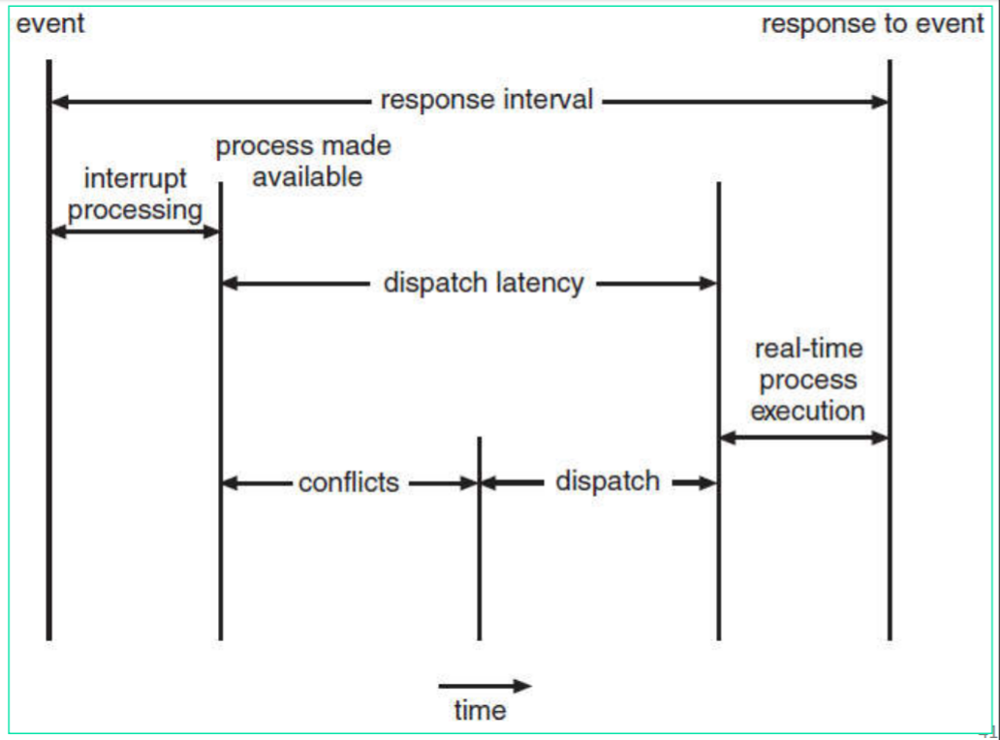 event
response to event
response interval
process made
available
interrupt
processing
dispatch latency
real-time
process
execution
conflicts
dispatch
time